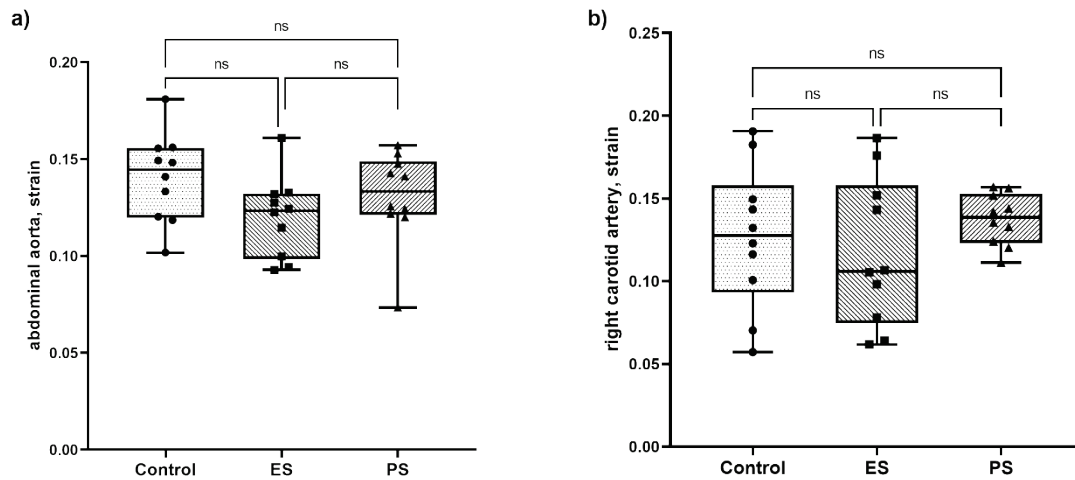 a)
ns
ns
ns
abdominal aorta, strain
0.20
0.15
0.10
0.05
0.00
Control
ES
PS
b)
ns
ns
ns
right carotid artery, strain
0.25
0.20
0.15
0.10
0.05
0.00
Control
ES
PS